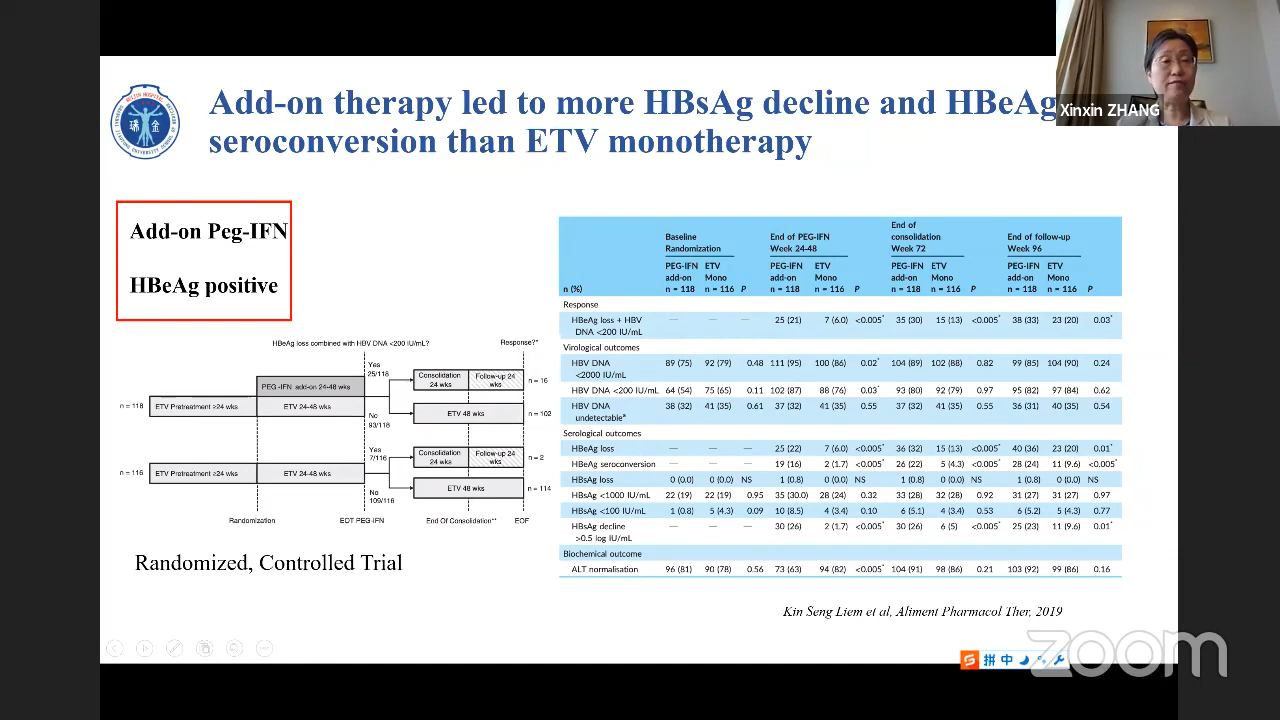 Add-on therapy led to more HBsAg decline and HBeAg
seroconversion than ETV monotherapy
Xinxin ZHANG
瑞金
Add-on Peg-IFN
HBeAg positive
HBeAg loss combined with HBV DNA <200 IU/mL?
Response?*
Yes
25/118
PEG -IFN add-on 24-48 wks
Consolidation
24 wks
Follow-up 24
wks
n = 16
n = 118
ETV Pretreatment ≥24 wks
ETV 24-48 wks
No
93/118
ETV 48 wks
n = 102
Yes
7/116
Consolidation
24 wks
Follow-up 24
wks
n = 2
n = 116
ETV Pretreatment ≥24 wks
ETV 24-48 wks
No
109/116
ETV 48 wks
n = 114
Randomization
EOT PEG-IFN
End Of Consolidation**
EOF
Randomized, Controlled Trial
Baseline
Randomization
End of PEG-IFN
Week 24-48
End of
consolidation
Week 72
End of follow-up
Week 96
n (%)
PEG-IFN add-on n = 118 ETV Mono n = 116 P PEG-IFN add-on n = 118 ETV Mono n = 116 P PEG-IFN add-on n = 118 ETV Mono n = 116 P PEG-IFN add-on n = 118 ETV Mono n = 116 P
Response
HBeAg loss + HBV DNA <200 IU/mL — — — 25 (21) 7 (6.0) <0.005* 35 (30) 15 (13) <0.005* 38 (33) 23 (20) 0.03*
Virological outcomes
HBV DNA <2000 IU/mL 89 (75) 92 (79) 0.48 111 (95) 100 (86) 0.02* 104 (89) 102 (88) 0.82 99 (85) 104 (90) 0.24
HBV DNA <200 IU/mL 64 (54) 75 (65) 0.11 102 (87) 88 (76) 0.03* 93 (80) 92 (79) 0.97 95 (82) 97 (84) 0.62
HBV DNA undetectableª 38 (32) 41 (35) 0.61 37 (32) 41 (35) 0.55 37 (32) 41 (35) 0.55 36 (31) 40 (35) 0.54
Serological outcomes
HBeAg loss — — — 25 (22) 7 (6.0) <0.005* 36 (32) 15 (13) <0.005* 40 (36) 23 (20) 0.01*
HBeAg seroconversion — — — 19 (16) 2 (1.7) <0.005* 26 (22) 5 (4.3) <0.005* 28 (24) 11 (9.6) <0.005*
HBsAg loss 0 (0.0) 0 (0.0) NS 1 (0.8) 0 (0.0) NS 1 (0.8) 0 (0.0) NS 1 (0.8) 0 (0.0) NS
HBsAg <1000 IU/mL 22 (19) 22 (19) 0.95 35 (30.0) 28 (24) 0.32 33 (28) 32 (28) 0.92 31 (27) 31 (27) 0.97
HBsAg <100 IU/mL 1 (0.8) 5 (4.3) 0.09 10 (8.5) 4 (3.4) 0.10 6 (5.1) 4 (3.4) 0.53 6 (5.2) 5 (4.3) 0.77
HBsAg decline >0.5 log IU/mL — — — 30 (26) 2 (1.7) <0.005* 30 (26) 6 (5) <0.005* 25 (23) 11 (9.6) 0.01*
Biochemical outcome
ALT normalisation 96 (81) 90 (78) 0.56 73 (63) 94 (82) <0.005* 104 (91) 98 (86) 0.21 103 (92) 99 (86) 0.16
Kin Seng Liem et al, Aliment Pharmacol Ther, 2019
拼 中
zoom